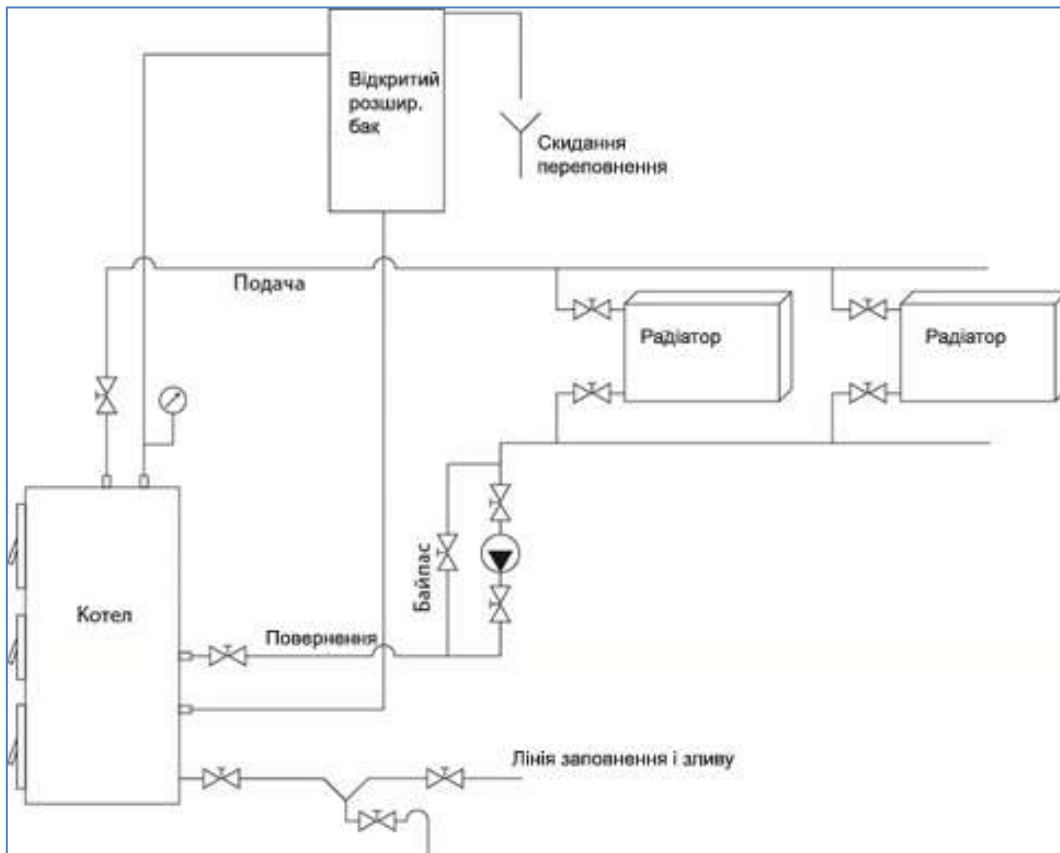 Відкритий
розшир.
бак
Скидання
переповнення
Подача
Радіатор
Радіатор
Байпас
Котел
Повернення
Лінія заповнення і зливу